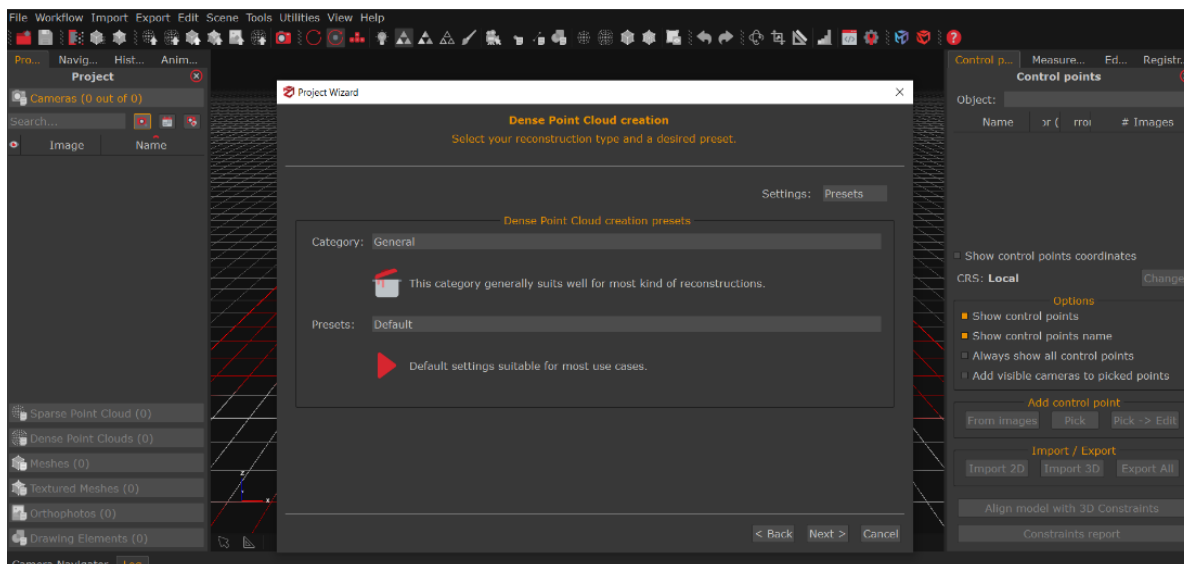 File Workflow Import Export Edit Scene Tools Utilities View Help
Pro... Navig... Hist... Anim...
Project
Cameras (0 out of 0)
Search...
Image Name
Sparse Point Cloud (0)
Dense Point Clouds (0)
Meshes (0)
Textured Meshes (0)
Orthophotos (0)
Drawing Elements (0)
Camera Navigator Log
Project Wizard
Dense Point Cloud creation
Select your reconstruction type and a desired preset.
Settings: Presets
Dense Point Cloud creation presets
Category: General
This category generally suits well for most kind of reconstructions.
Presets: Default
Default settings suitable for most use cases.
< Back Next > Cancel
z
x
Control p... Measure... Ed... Registr..
Control points
Object:
Name or ( rroi # Images
Show control points coordinates
CRS: Local Change
Options
Show control points
Show control points name
Always show all control points
Add visible cameras to picked points
Add control point
From images Pick Pick -> Edit
Import / Export
Import 2D Import 3D Export All
Align model with 3D Constraints
Constraints report